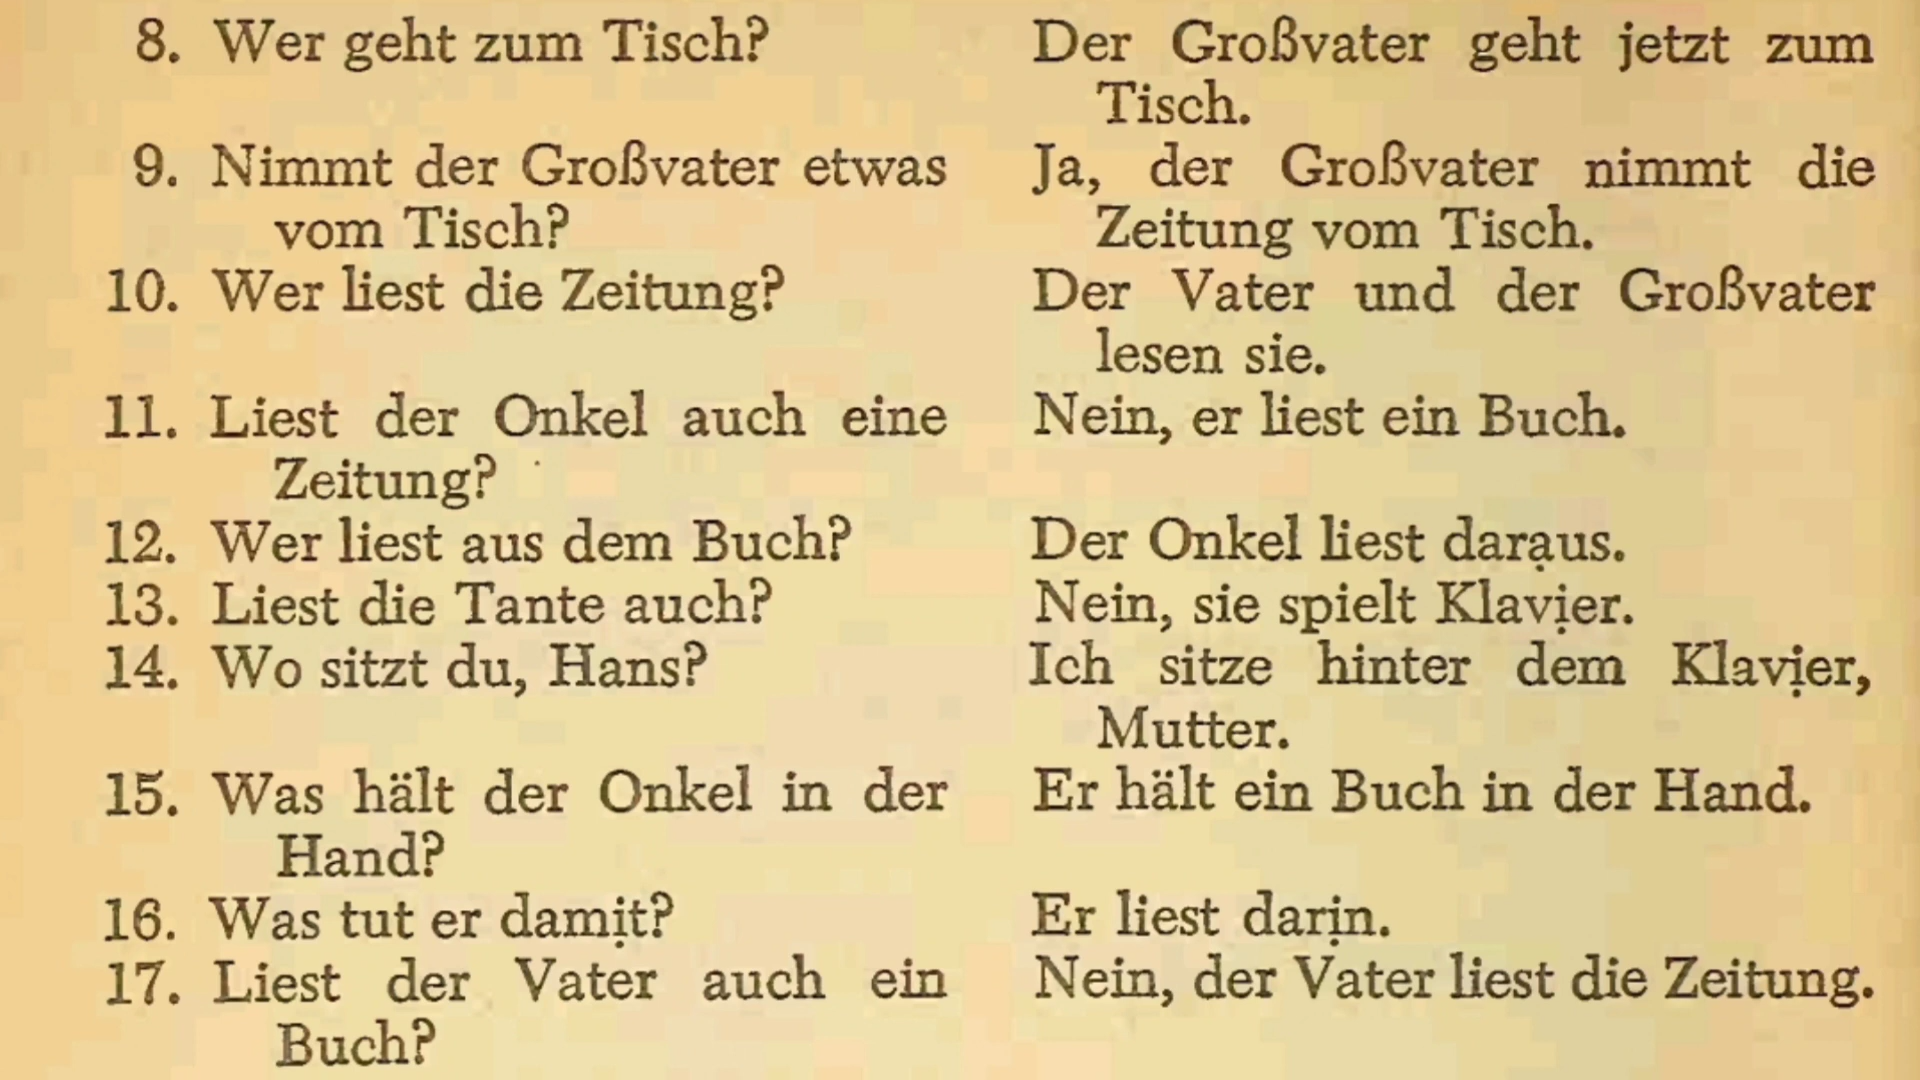 8. Wer geht zum Tisch?
Der Großvater geht jetzt zum
Tisch.
9. Nimmt der Großvater etwas
vom Tisch?
Ja, der Großvater nimmt die
Zeitung vom Tisch.
10. Wer liest die Zeitung?
Der Vater und der Großvater
lesen sie.
11. Liest der Onkel auch eine
Zeitung?
Nein, er liest ein Buch.
12. Wer liest aus dem Buch?
Der Onkel liest darạus.
13. Liest die Tante auch?
Nein, sie spielt Klavịer.
14. Wo sitzt du, Hans?
Ich sitze hinter dem Klavịer,
Mutter.
15. Was hält der Onkel in der
Hand?
Er hält ein Buch in der Hand.
16. Was tut er damịt?
Er liest darịn.
17. Liest der Vater auch ein
Buch?
Nein, der Vater liest die Zeitung.